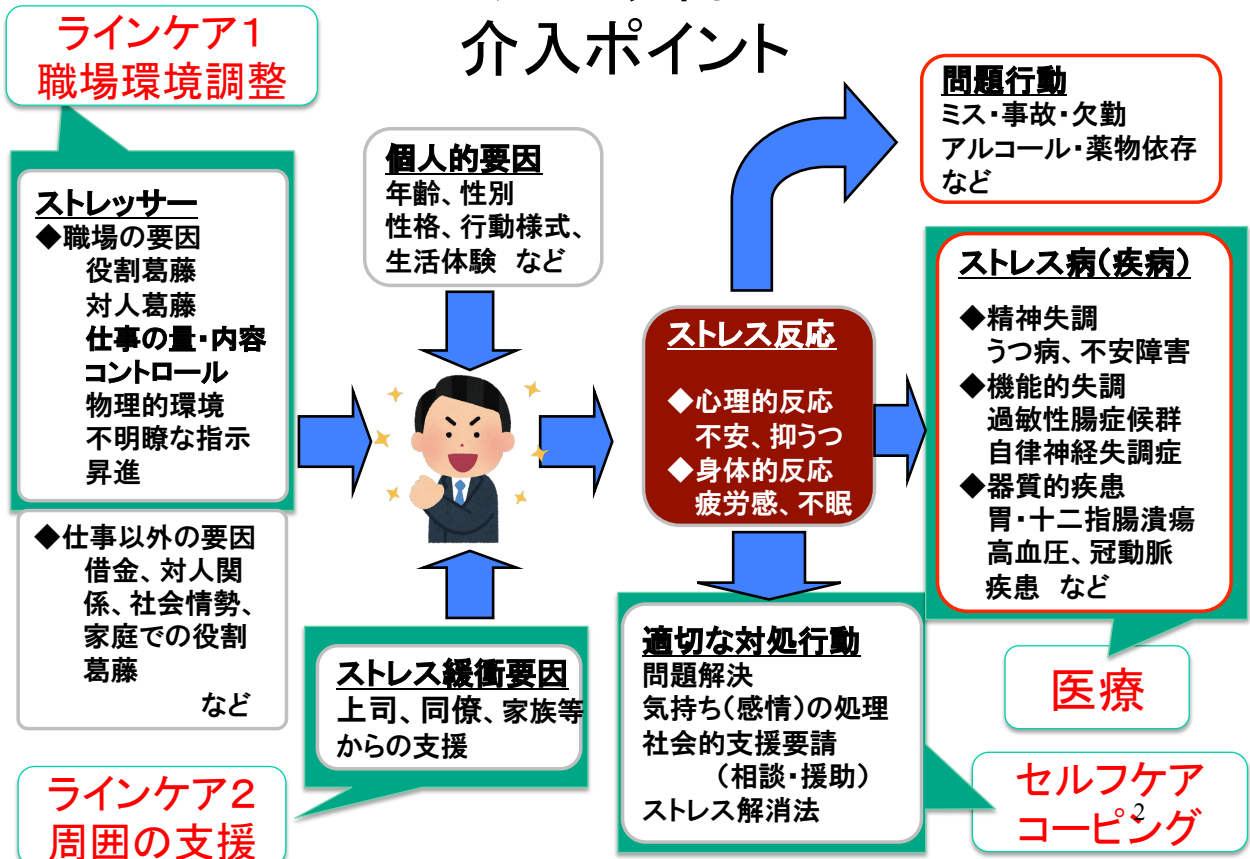 介入ポイント
ラインケア１
職場環境調整
ストレッサー
◆職場の要因
役割葛藤
対人葛藤
仕事の量・内容
コントロール
物理的環境
不明瞭な指示
昇進
◆仕事以外の要因
借金、対人関
係、社会情勢、
家庭での役割
葛藤
など
ラインケア２
周囲の支援
個人的要因
年齢、性別
性格、行動様式、
生活体験 など
ストレス緩衝要因
上司、同僚、家族等
からの支援
ストレス反応
◆心理的反応
不安、抑うつ
◆身体的反応
疲労感、不眠
適切な対処行動
問題解決
気持ち(感情)の処理
社会的支援要請
（相談・援助）
ストレス解消法
問題行動
ミス・事故・欠勤
アルコール・薬物依存
など
ストレス病(疾病)
◆精神失調
うつ病、不安障害
◆機能的失調
過敏性腸症候群
自律神経失調症
◆器質的疾患
胃・十二指腸潰瘍
高血圧、冠動脈
疾患 など
医療
セルフケア
コーピング
2